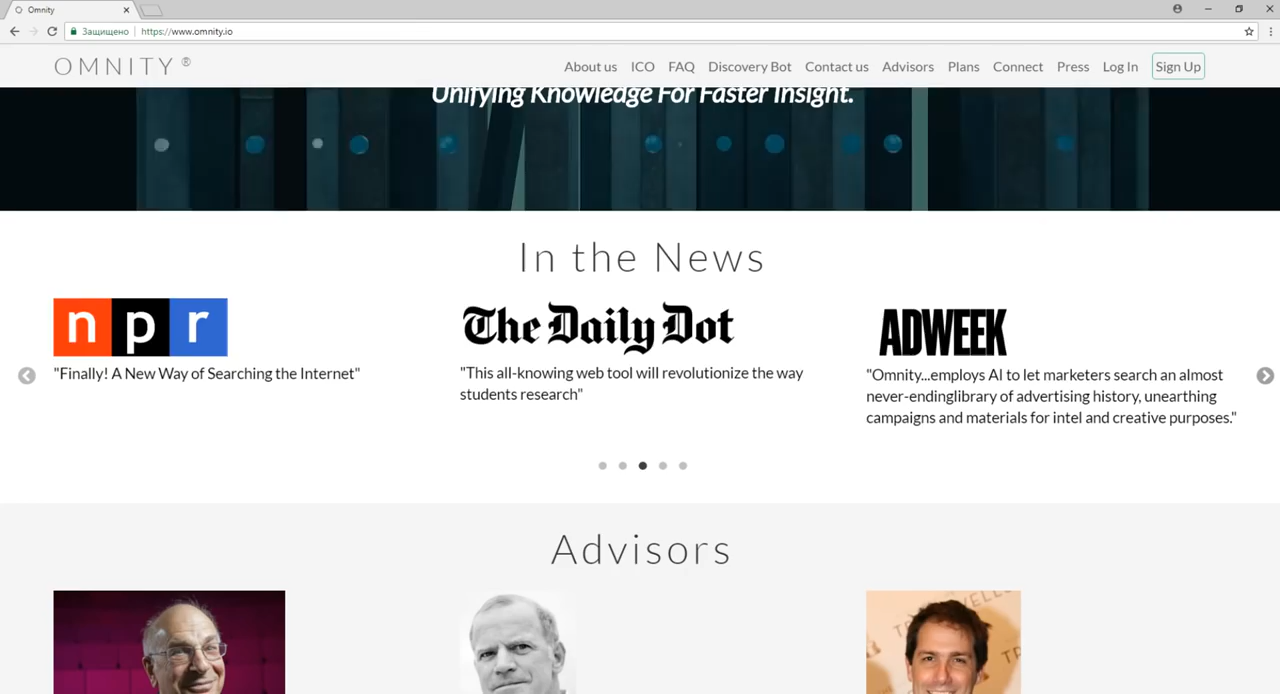 Omnity
Защищено https://www.omnity.io
OMNITY ®
About us ICO FAQ Discovery Bot Contact us Advisors Plans Connect Press Log In Sign Up
Unifying Knowledge For Faster Insight.
In the News
npr
"Finally! A New Way of Searching the Internet"
The Daily Dot
"This all-knowing web tool will revolutionize the way
students research"
ADWEEK
"Omnity...employs AI to let marketers search an almost
never-endinglibrary of advertising history, unearthing
campaigns and materials for intel and creative purposes."
Advisors